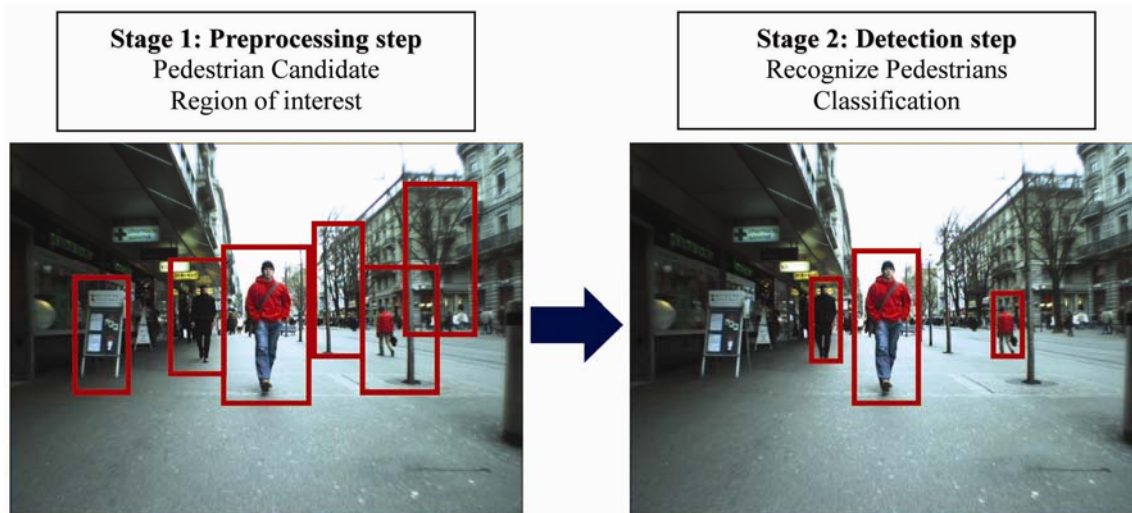 Stage 1: Preprocessing step
Pedestrian Candidate
Region of interest
Stage 2: Detection step
Recognize Pedestrians
Classification